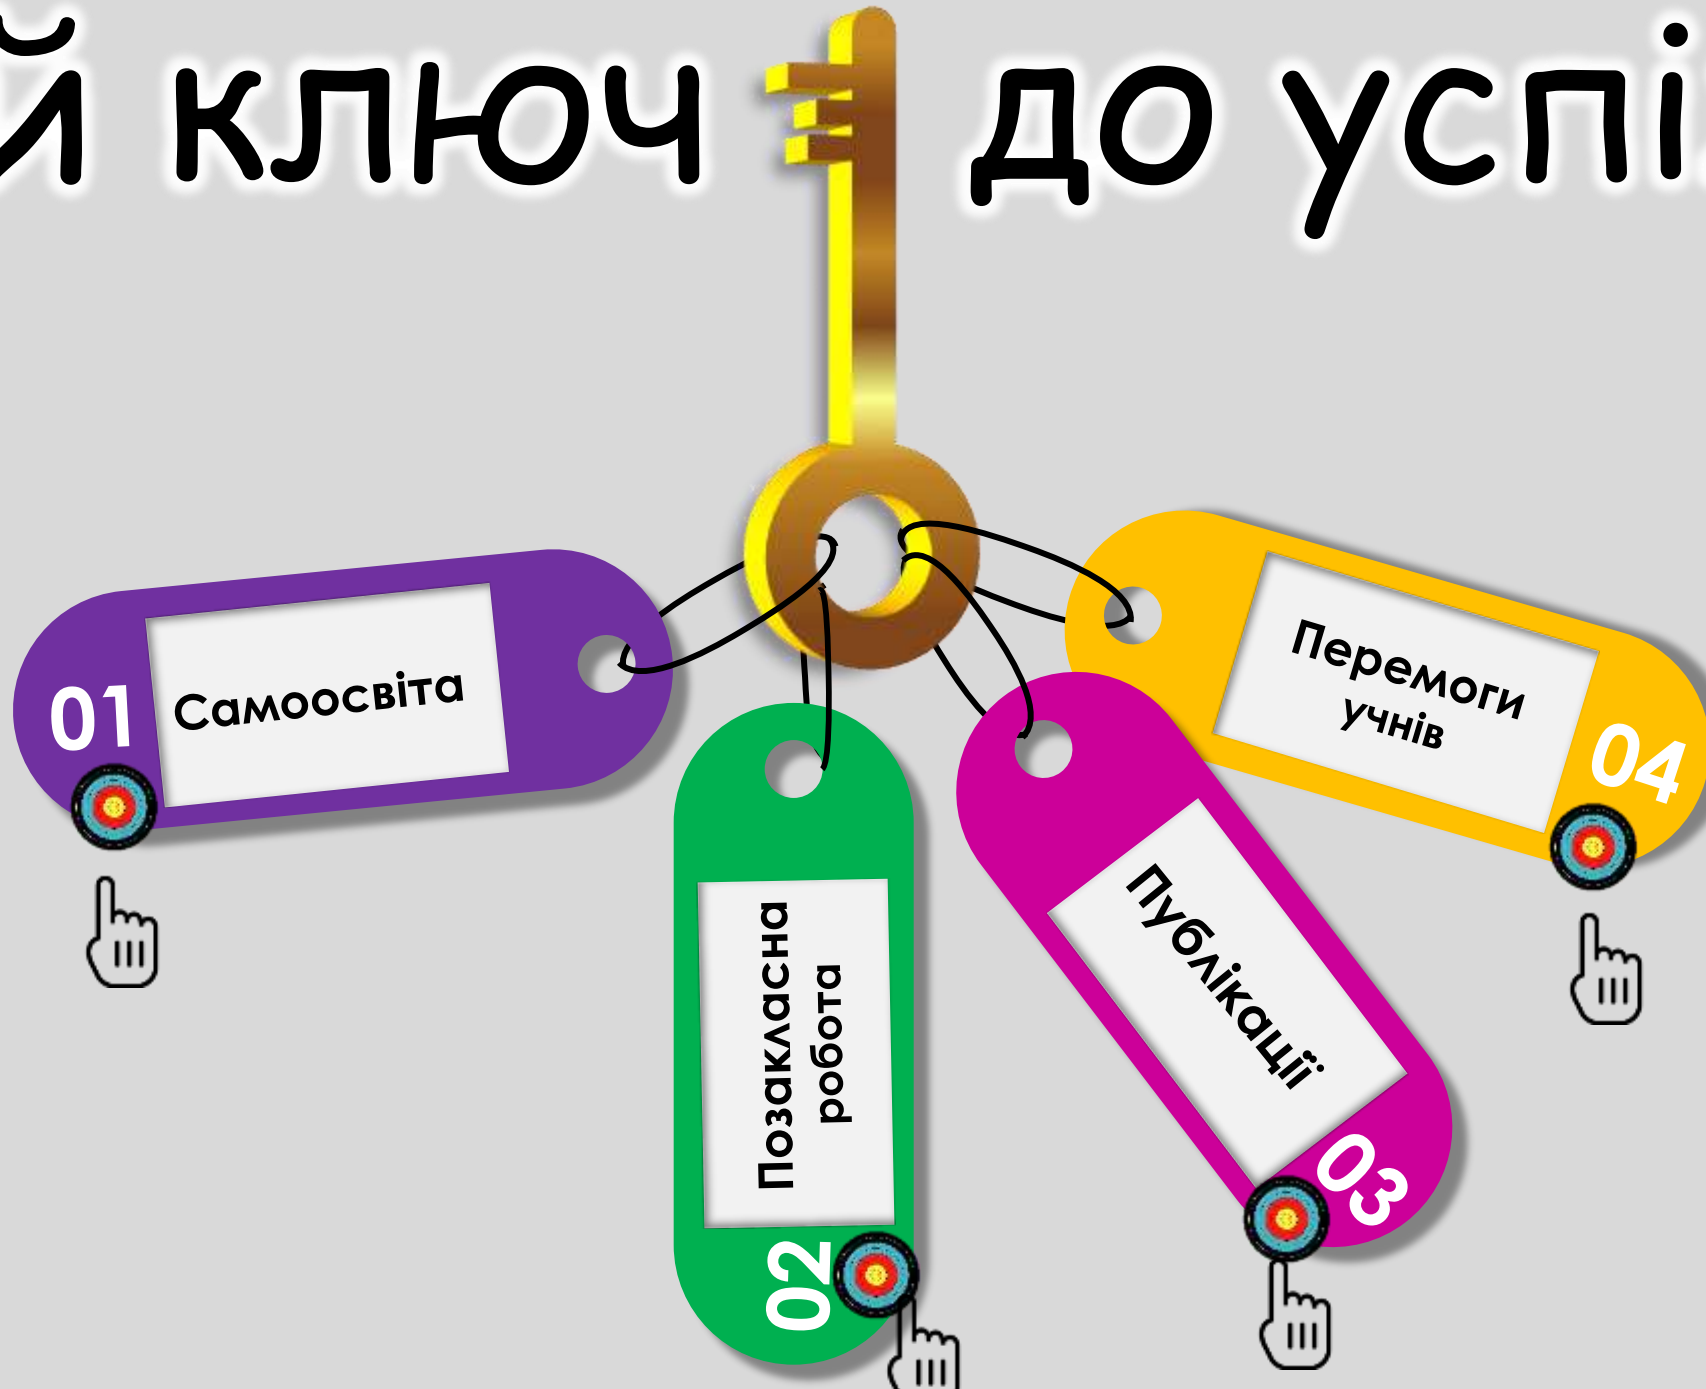 й ключ до успі
01
Самоосвіта
Позакласна
робота
02
Публікації
03
Перемоги
учнів
04